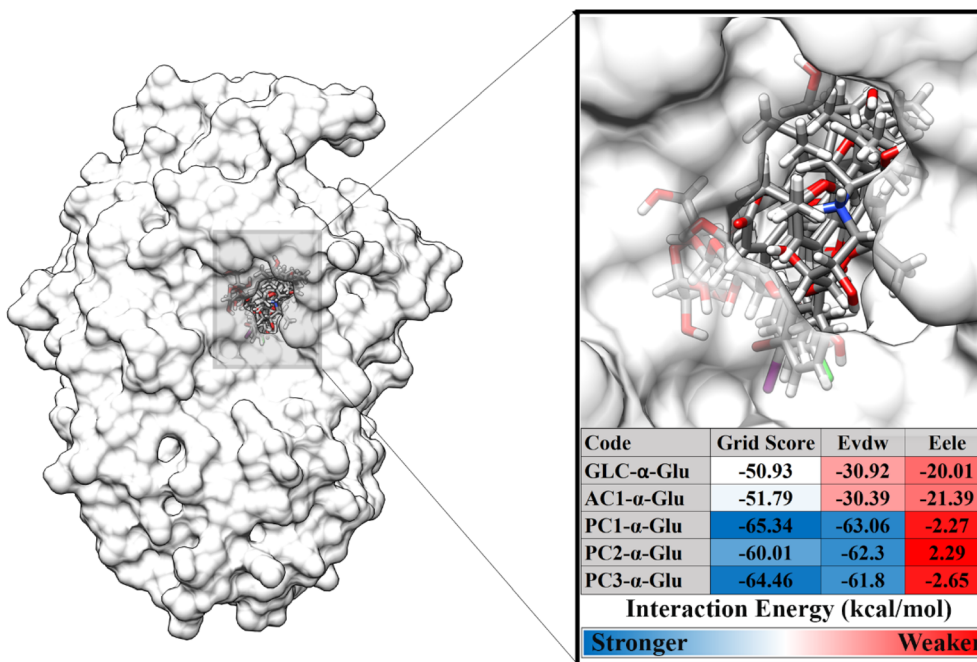 Code Grid Score Evdw Eele
GLC-α-Glu -50.93 -30.92 -20.01
AC1-α-Glu -51.79 -30.39 -21.39
PC1-α-Glu -65.34 -63.06 -2.27
PC2-α-Glu -60.01 -62.3 2.29
PC3-α-Glu -64.46 -61.8 -2.65
Interaction Energy (kcal/mol)
Stronger Weaker